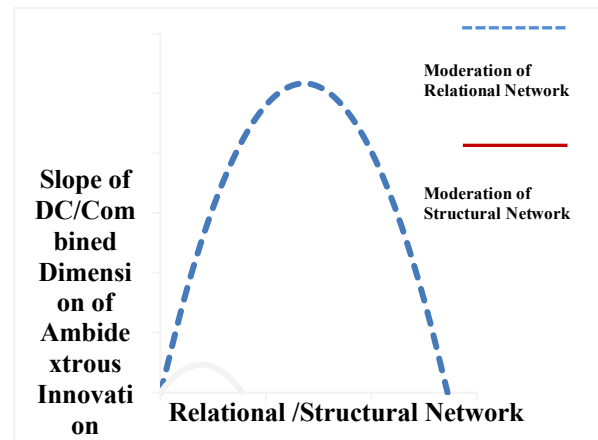 Moderation of
Relational Network
Moderation of
Structural Network
Slope of
DC/Com
bined
Dimensi
on of
Ambide
xtrous
Innovati
on
Relational /Structural Network